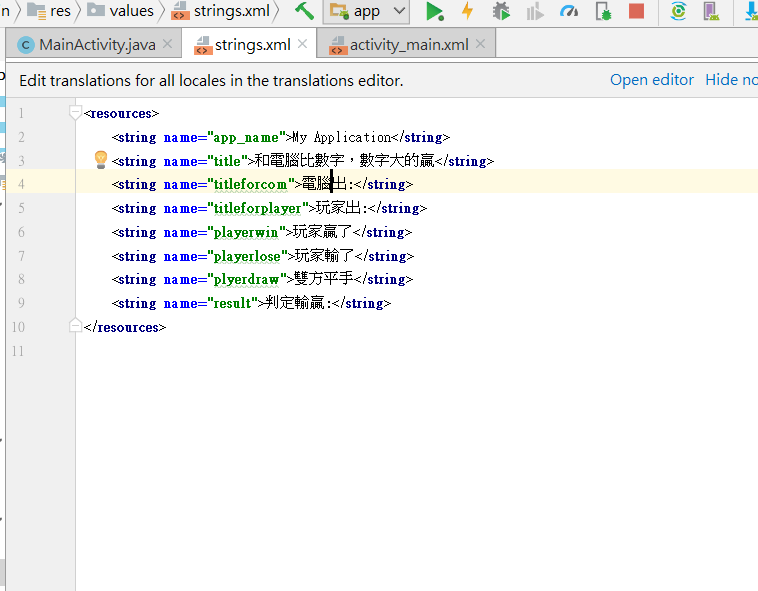 n res values strings.xml app
MainActivity.java strings.xml activity_main.xml
Edit translations for all locales in the translations editor. Open editor Hide no
1 <resources>
2 <string name="app_name">My Application</string>
3 <string name="title">和電腦比數字，數字大的贏</string>
4 <string name="titleforcom">電腦出:</string>
5 <string name="titleforplayer">玩家出:</string>
6 <string name="playerwin">玩家贏了</string>
7 <string name="playerlose">玩家輸了</string>
8 <string name="plyerdraw">雙方平手</string>
9 <string name="result">判定輸贏:</string>
10 </resources>
11